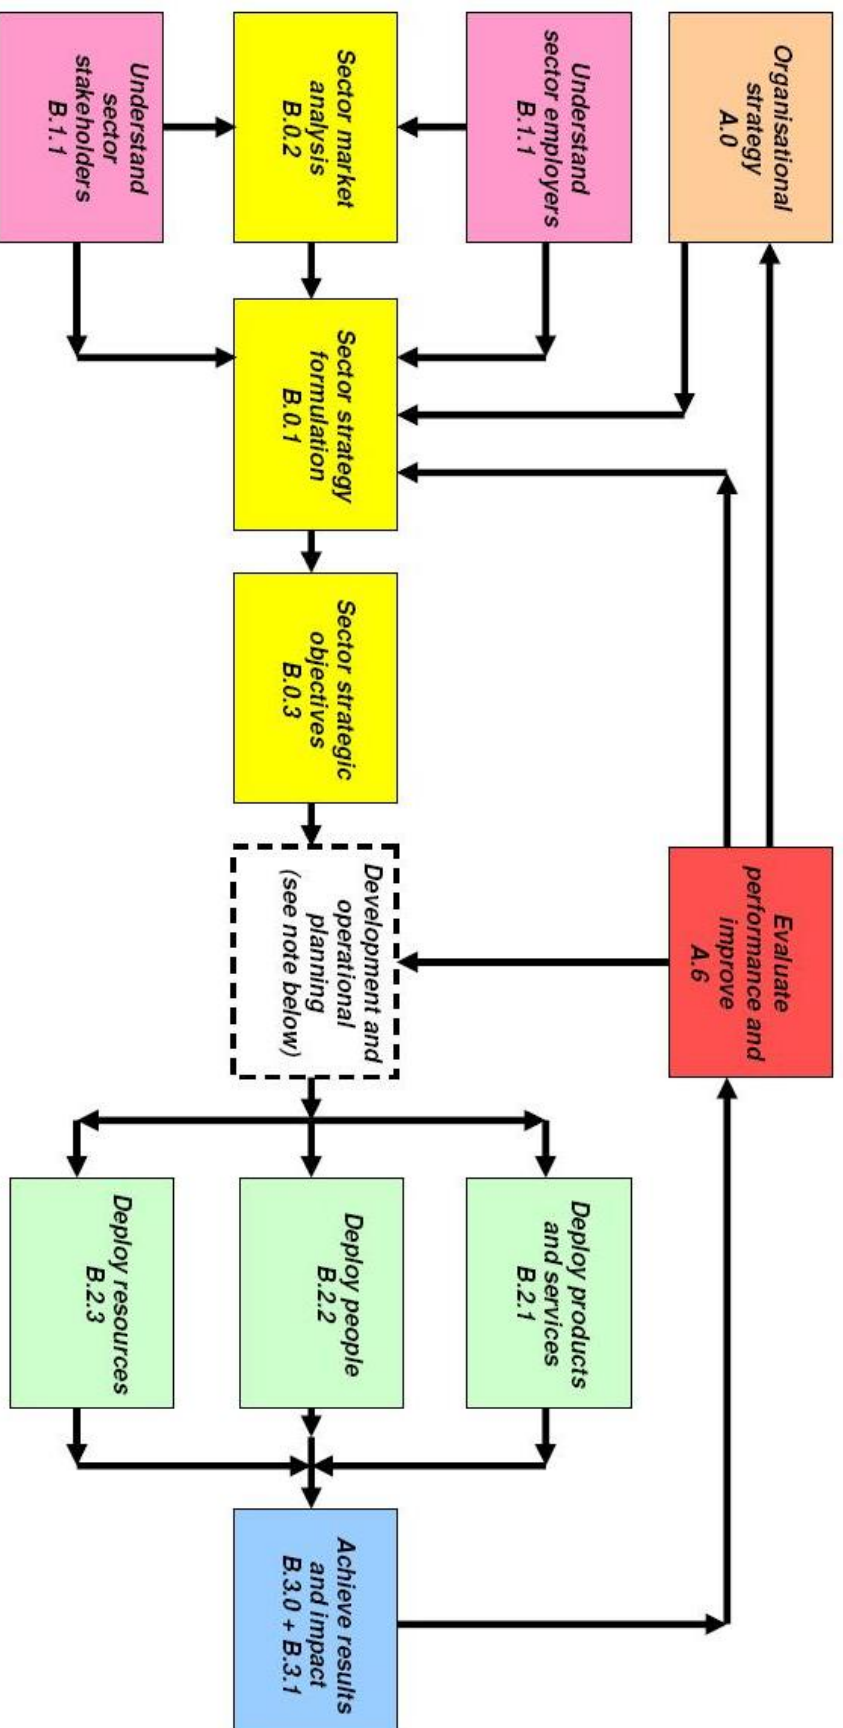 Organisational
strategy
A.0
Evaluate
performance and
improve
A.6
Understand
sector employers
B.1.1
Deploy products
and services
B.2.1
Sector market
analysis
B.0.2
Sector strategy
formulation
B.0.1
Sector strategic
objectives
B.0.3
Development and
operational
planning
(see note below)
Deploy people
B.2.2
Achieve results
and impact
B.3.0 + B.3.1
Understand
sector
stakeholders
B.1.1
Deploy resources
B.2.3